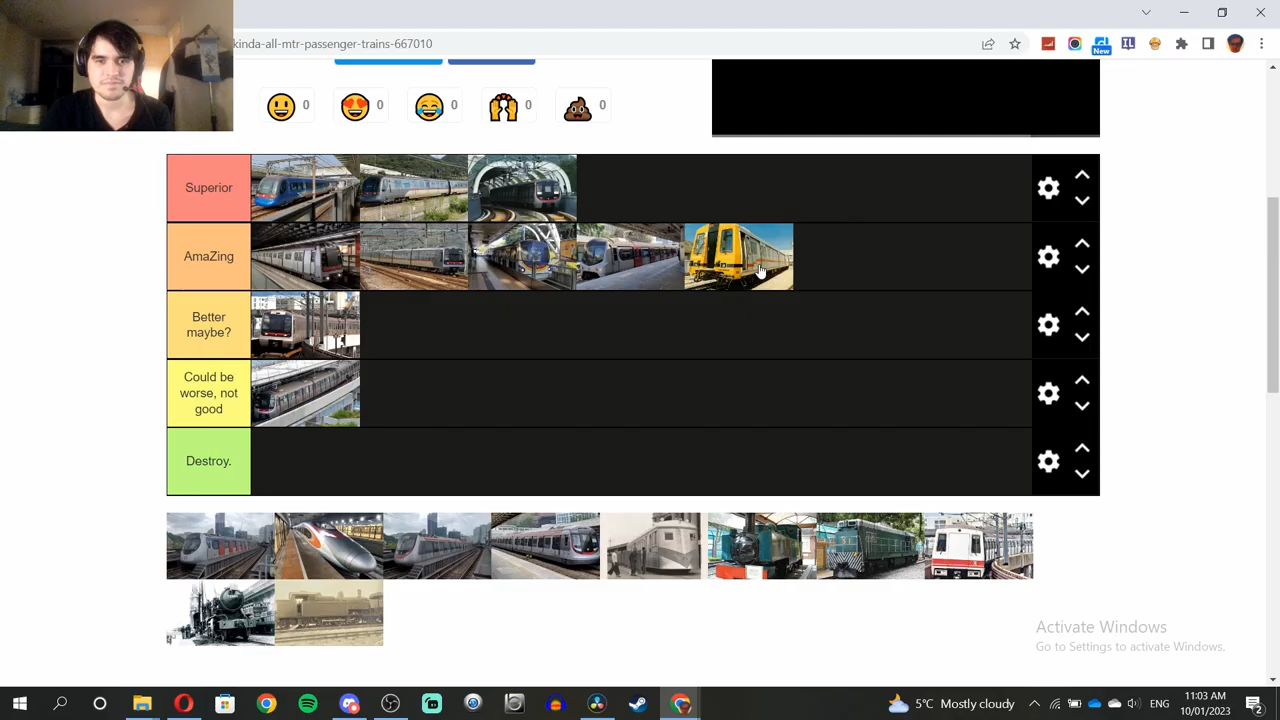 kinda-all-mtr-passenger-trains-667010
New
0
0
0
0
0
Superior
AmaZing
Better
maybe?
Could be
worse, not
good
Destroy.
Activate Windows
Go to Settings to activate Windows.
5°C Mostly cloudy
ENG
11:03 AM
10/01/2023
2